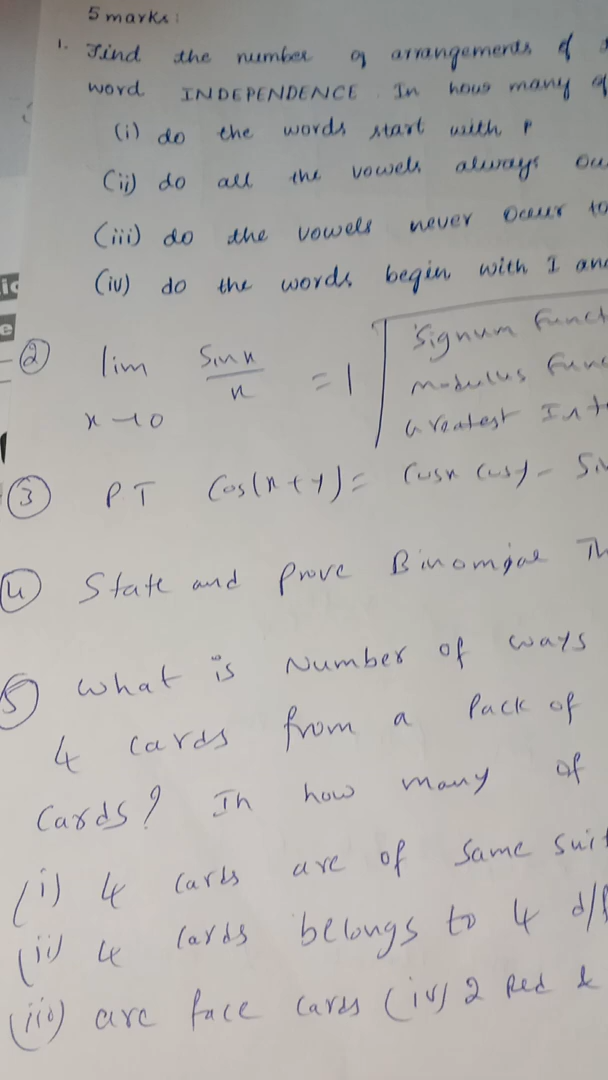 5 marks:
1. Find the number of arrangements of
word INDEPENDENCE. In how many of
(i) do the words start with P
(ii) do all the vowels always
(iii) do the vowels never occur to
(iv) do the words begin with I and
② lim sin x / x = 1
x→0
Signum Funct
modulus Func
Greatest Int
③ PT Cos(x+y)= Cosx Cosy - Si
④ State and prove Binomial Th
⑤ what is Number of ways
4 cards from a Pack of
Cards? In how many of
(i) 4 Cards are of Same Suit
(ii) 4 Cards belongs to 4 dif
(iii) are face cards (iv) 2 Red &